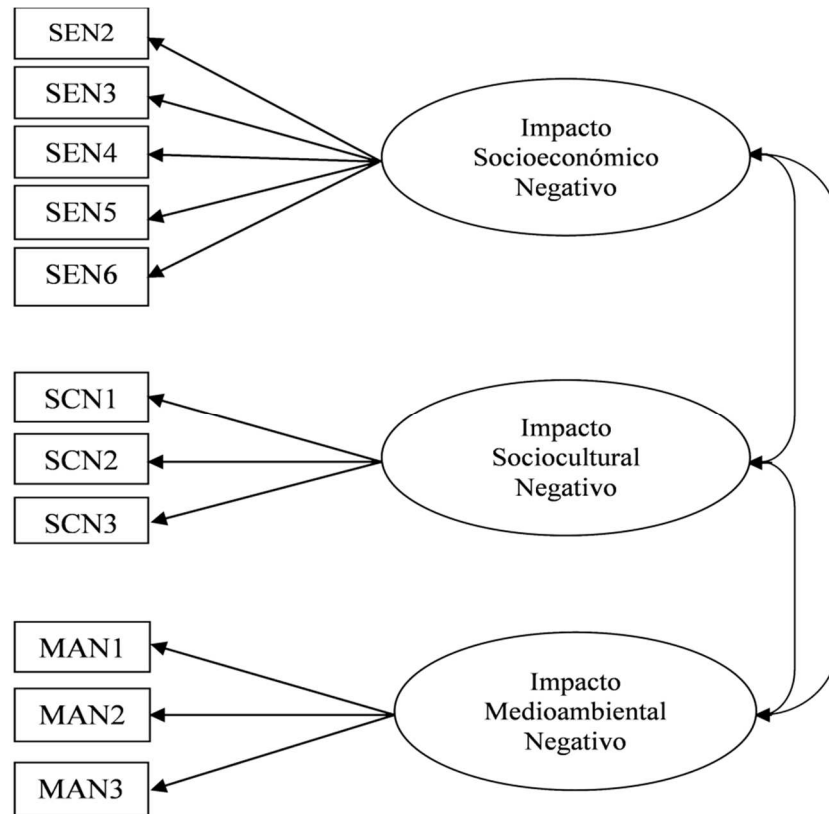 SEN2
SEN3
SEN4
SEN5
SEN6
Impacto
Socioeconómico
Negativo
SCN1
SCN2
SCN3
Impacto
Sociocultural
Negativo
MAN1
MAN2
MAN3
Impacto
Medioambiental
Negativo